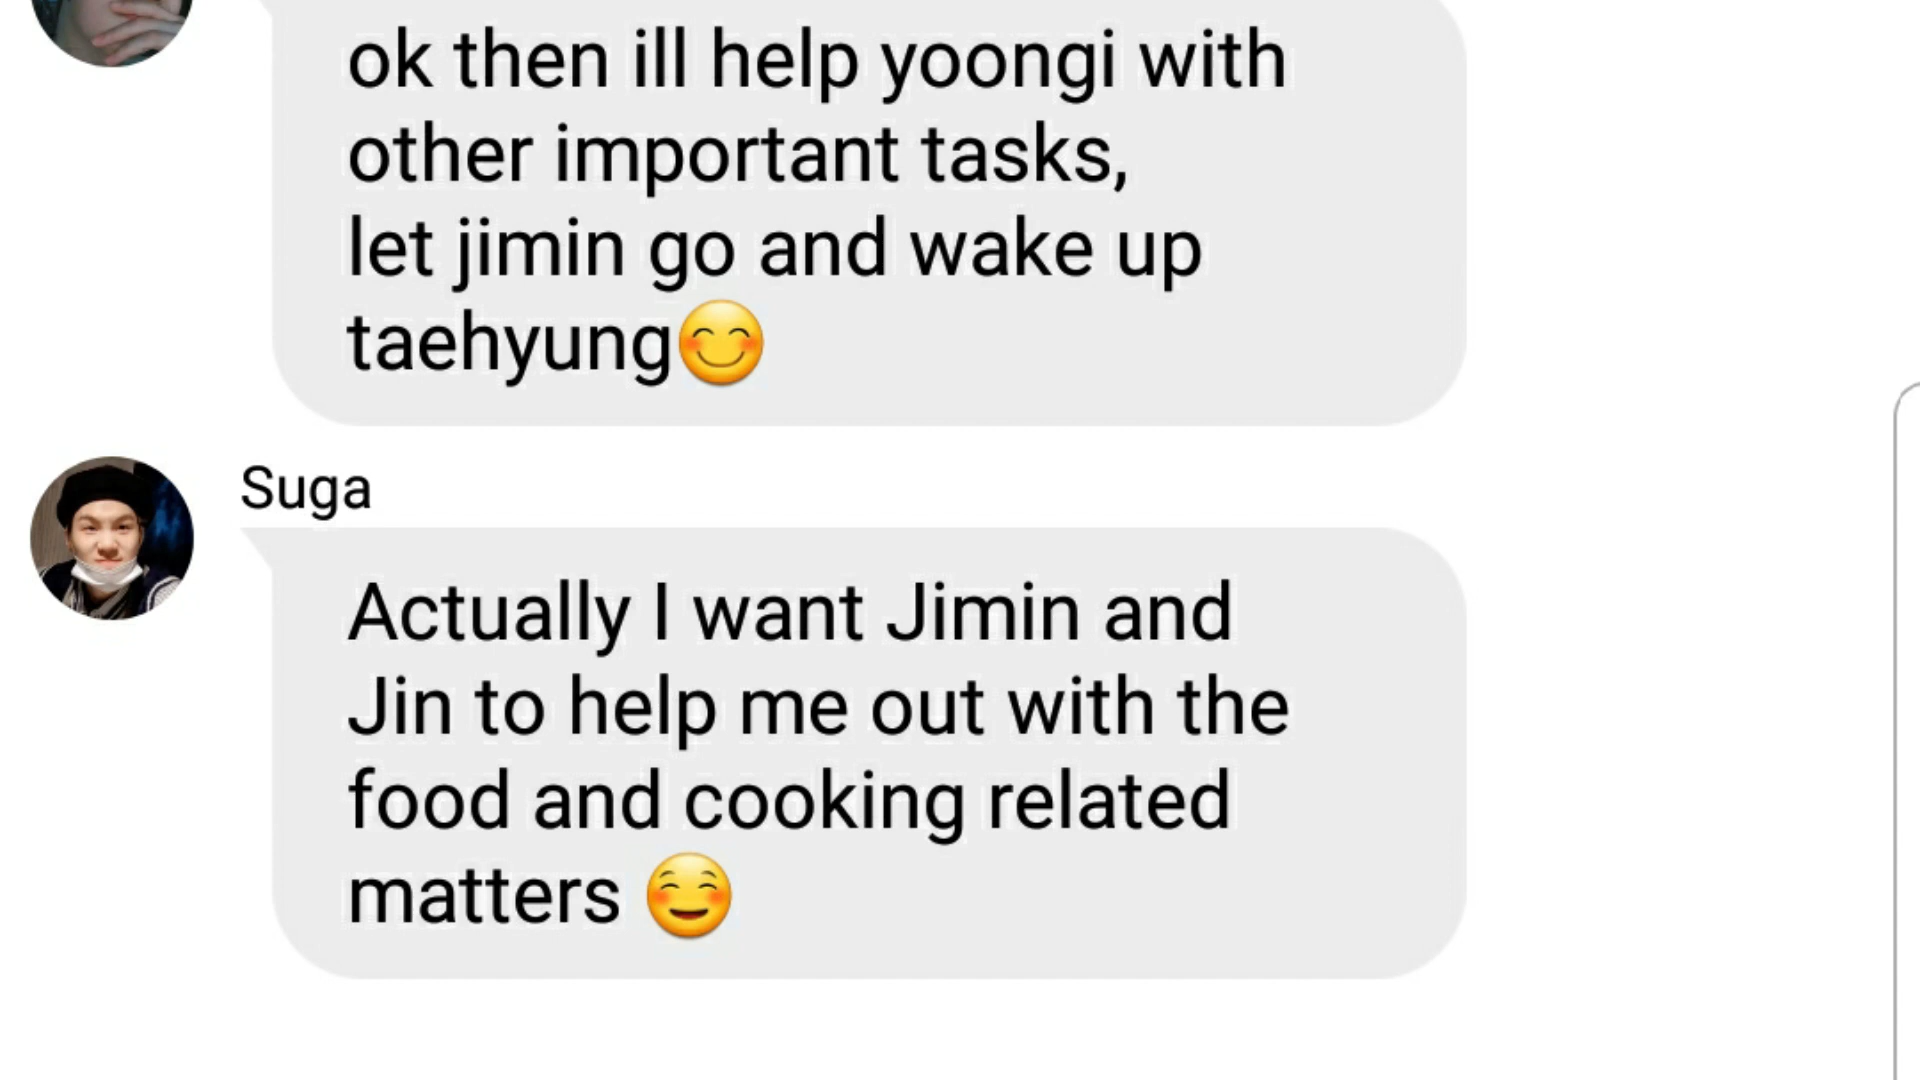 ok then ill help yoongi with
other important tasks,
let jimin go and wake up
taehyung😊
Suga
Actually I want Jimin and
Jin to help me out with the
food and cooking related
matters ☺️